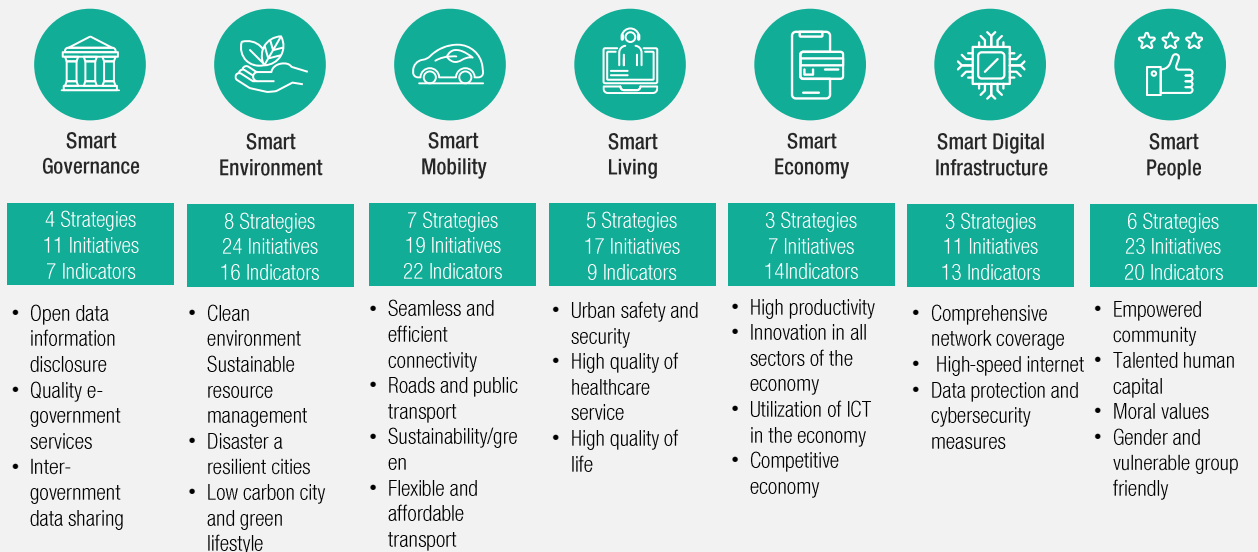 Smart
Governance
4 Strategies
11 Initiatives
7 Indicators
• Open data
information
disclosure
• Quality e-
government
services
• Inter-
government
data sharing
Smart
Environment
8 Strategies
24 Initiatives
16 Indicators
• Clean
environment
Sustainable
resource
management
• Disaster a
resilient cities
• Low carbon city
and green
lifestyle
Smart
Mobility
7 Strategies
19 Initiatives
22 Indicators
• Seamless and
efficient
connectivity
• Roads and public
transport
• Sustainability/gre
en
• Flexible and
affordable
transport
Smart
Living
5 Strategies
17 Initiatives
9 Indicators
• Urban safety and
security
• High quality of
healthcare
service
• High quality of
life
Smart
Economy
3 Strategies
7 Initiatives
14Indicators
• High productivity
• Innovation in all
sectors of the
economy
• Utilization of ICT
in the economy
• Competitive
economy
Smart Digital
Infrastructure
3 Strategies
11 Initiatives
13 Indicators
• Comprehensive
network coverage
• High-speed internet
• Data protection and
cybersecurity
measures
Smart
People
6 Strategies
23 Initiatives
20 Indicators
• Empowered
community
• Talented human
capital
• Moral values
• Gender and
vulnerable group
friendly